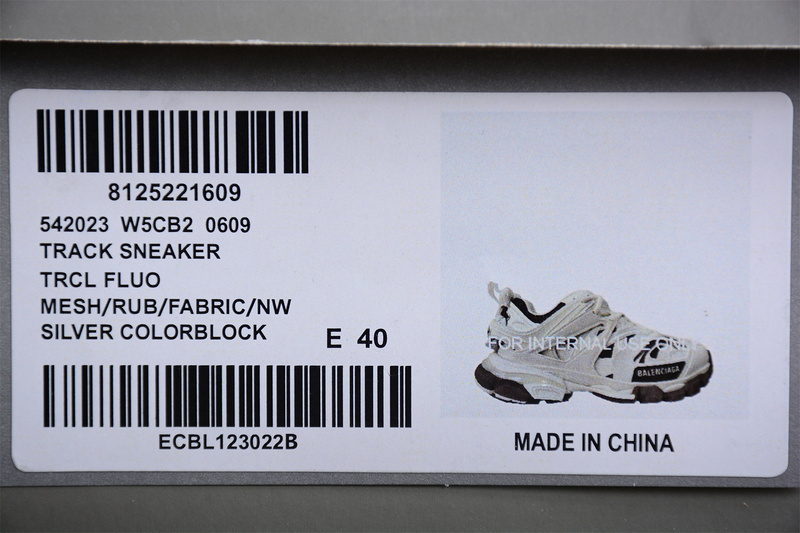 8125221609
542023 W5CB2 0609
TRACK SNEAKER
TRCL FLUO
MESH/RUB/FABRIC/NW
SILVER COLORBLOCK
E 40
ECBL123022B
FOR INTERNAL USE ONLY
BALENCIAGA
MADE IN CHINA